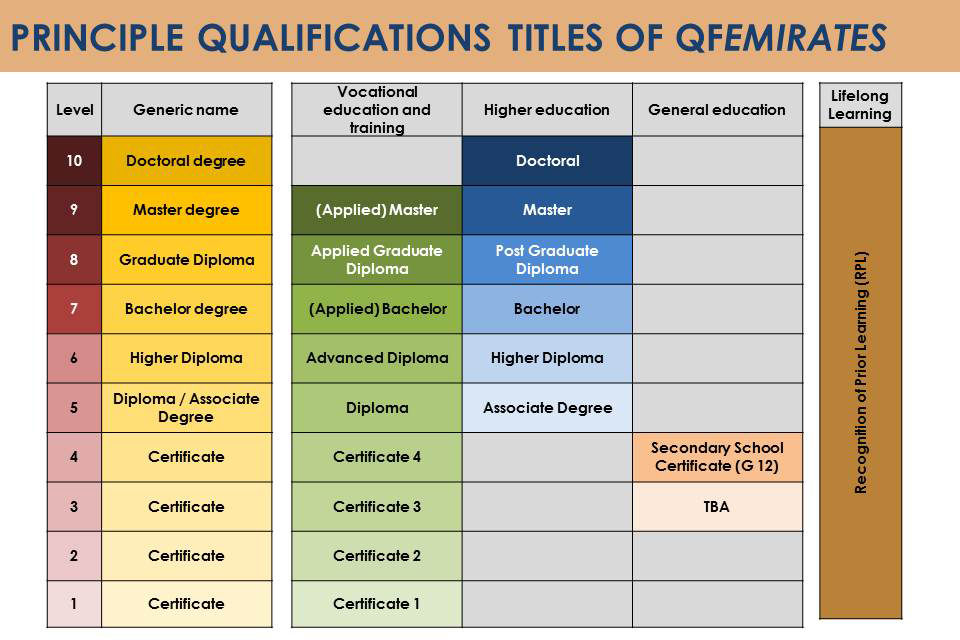 PRINCIPLE QUALIFICATIONS TITLES OF QFEMIRATES
Level
Generic name
Vocational
education and
training
Higher education
General education
Lifelong
Learning
10
Doctoral degree
Doctoral
9
Master degree
(Applied) Master
Master
8
Graduate Diploma
Applied Graduate
Diploma
Post Graduate
Diploma
7
Bachelor degree
(Applied) Bachelor
Bachelor
6
Higher Diploma
Advanced Diploma
Higher Diploma
5
Diploma / Associate
Degree
Diploma
Associate Degree
4
Certificate
Certificate 4
Secondary School
Certificate (G 12)
3
Certificate
Certificate 3
TBA
2
Certificate
Certificate 2
1
Certificate
Certificate 1
Recognition of Prior Learning (RPL)